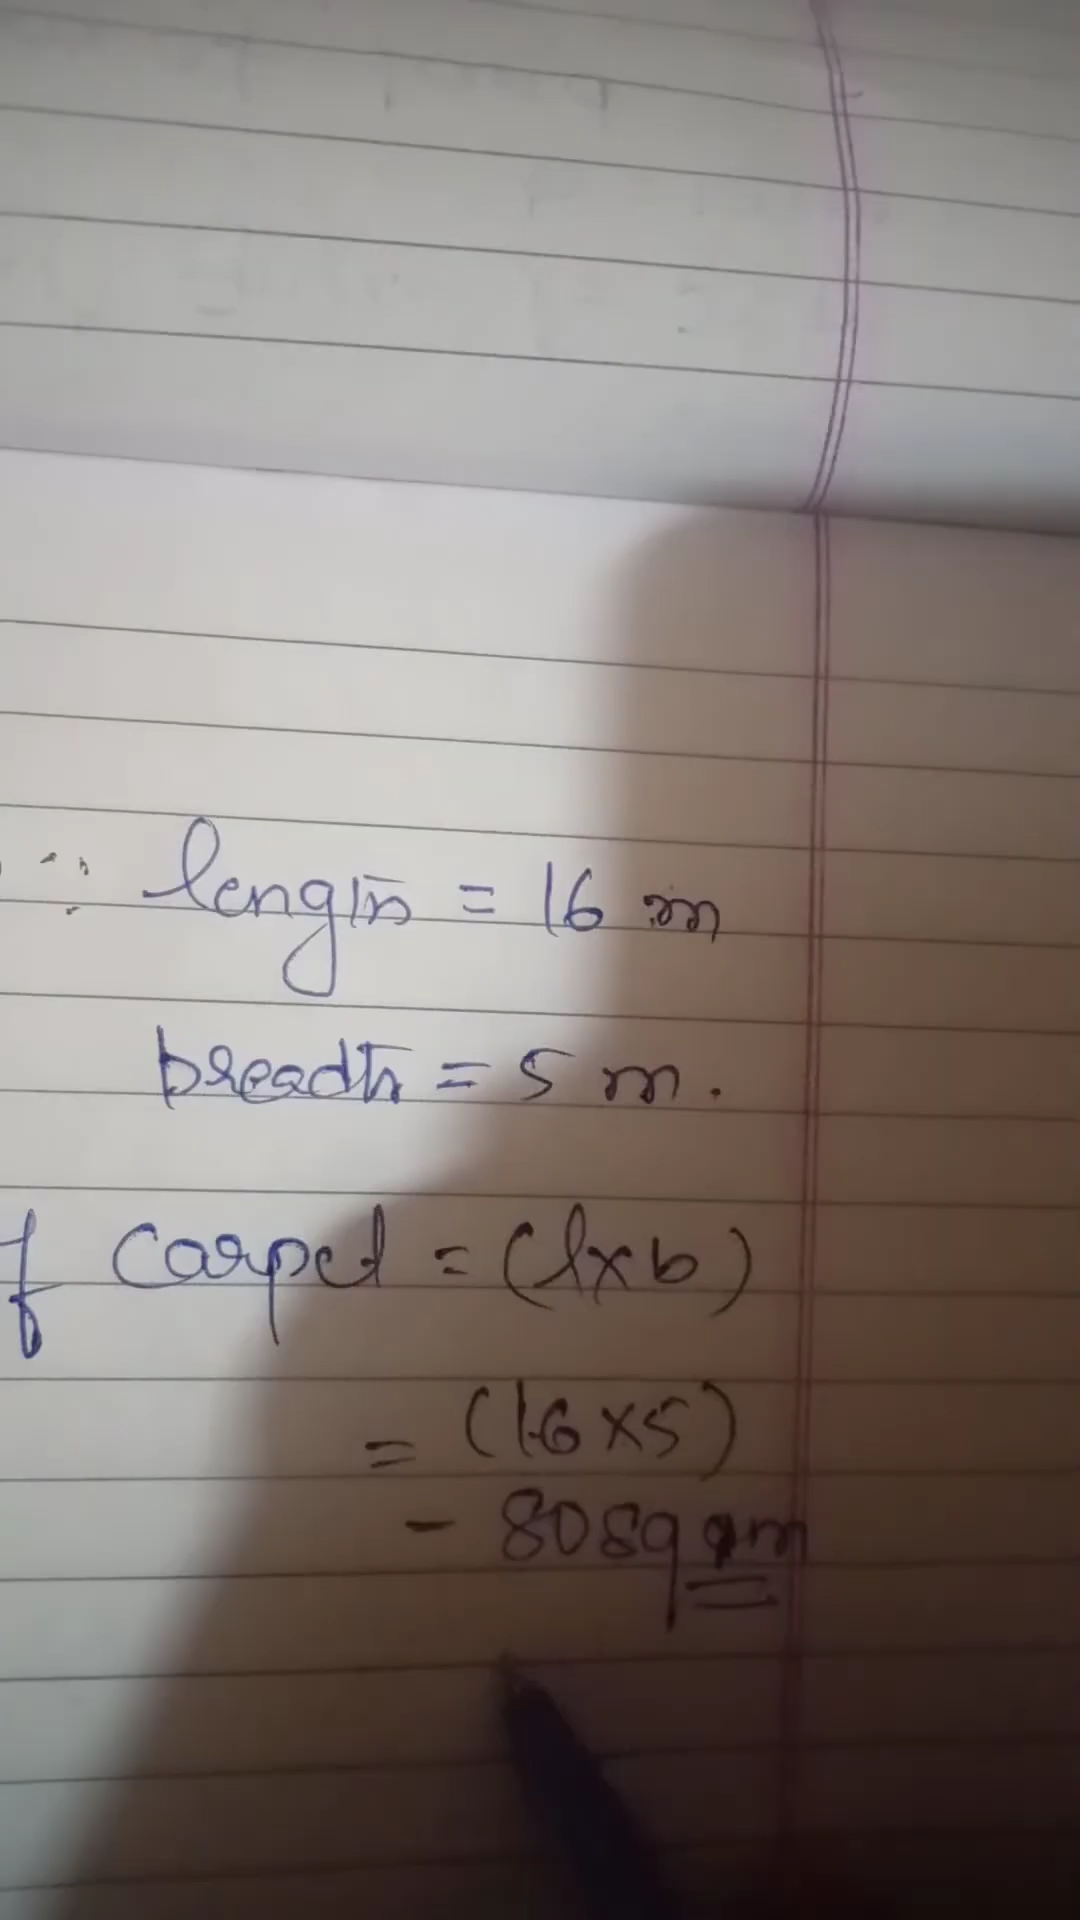 ∵ length = 16 m
breadth = 5 m.
f Carpet = (l×b)
= (16×5)
- 80 sq m